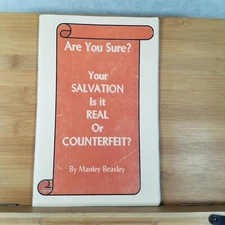 Are You Sure?
Your
SALVATION
Is it
REAL
Or
COUNTERFEIT?
By Manley Beasley